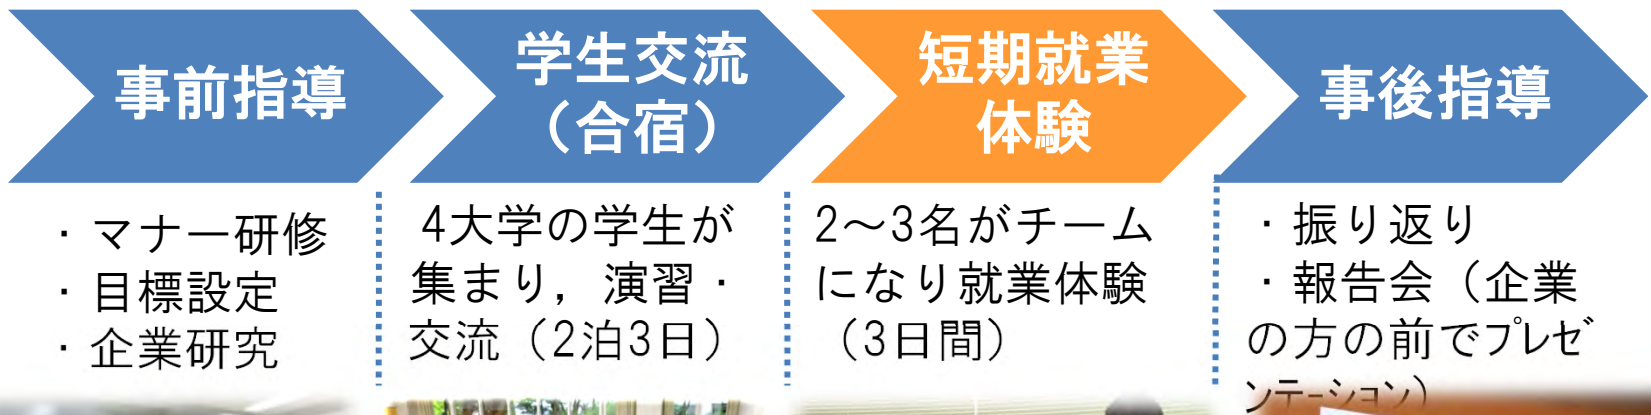 事前指導
・マナー研修
・目標設定
・企業研究
学生交流
（合宿）
4大学の学生が
集まり，演習・
交流（2泊3日）
短期就業
体験
2～3名がチーム
になり就業体験
（3日間）
事後指導
・振り返り
・報告会（企業
の方の前でプレゼ
ンテーション）